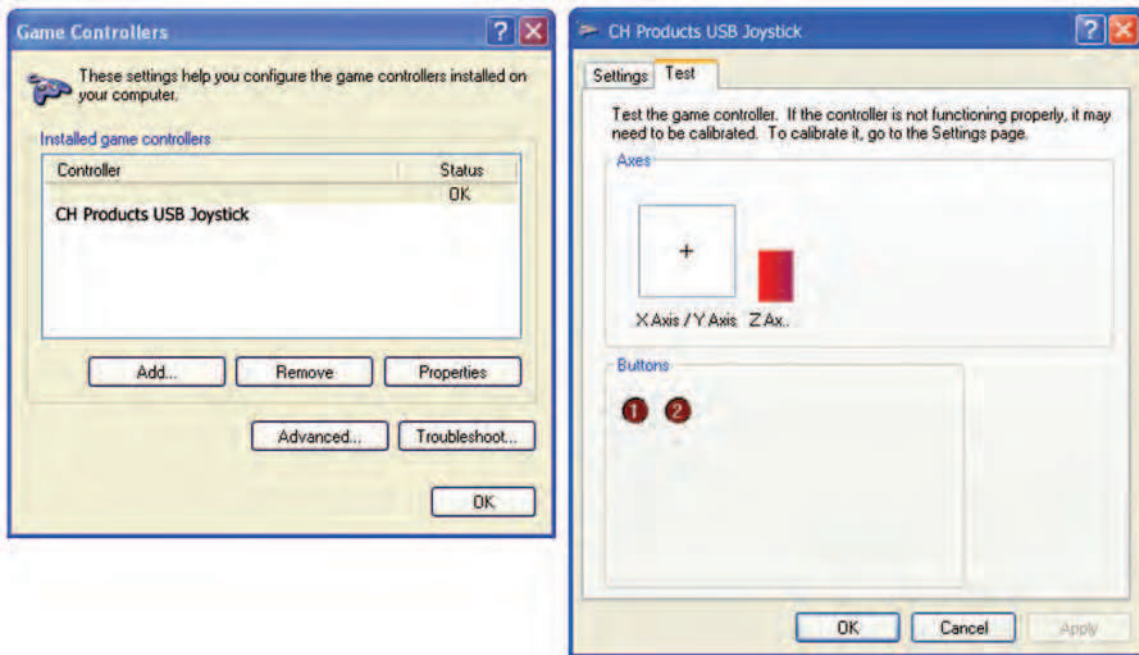 Game Controllers
These settings help you configure the game controllers installed on
your computer.
Installed game controllers
Controller Status
OK
CH Products USB Joystick
Add... Remove Properties
Advanced... Troubleshoot...
OK
CH Products USB Joystick
Settings Test
Test the game controller. If the controller is not functioning properly, it may
need to be calibrated. To calibrate it, go to the Settings page.
Axes
X Axis / Y Axis Z Ax..
Buttons
1 2
OK Cancel Apply